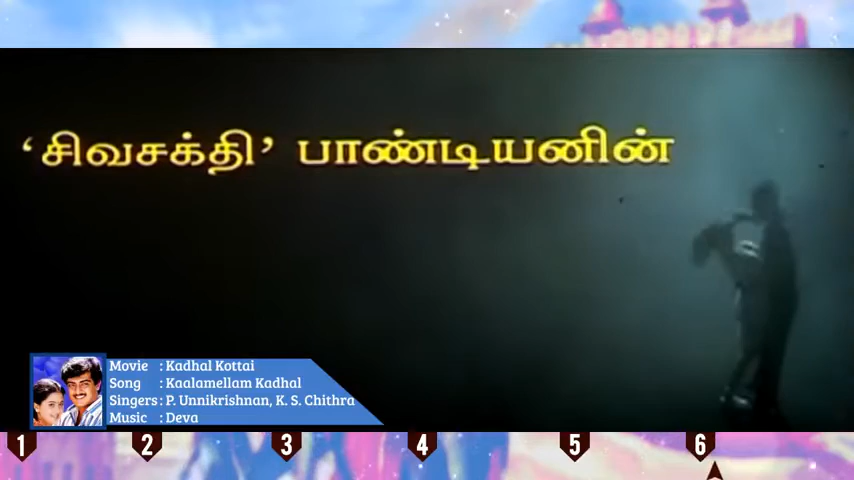 ‘சிவசக்தி’ பாண்டியனின்
Movie : Kadhal Kottai
Song : Kaalamellam Kadhal
Singers : P. Unnikrishnan, K. S. Chithra
Music : Deva
1 2 3 4 5 6